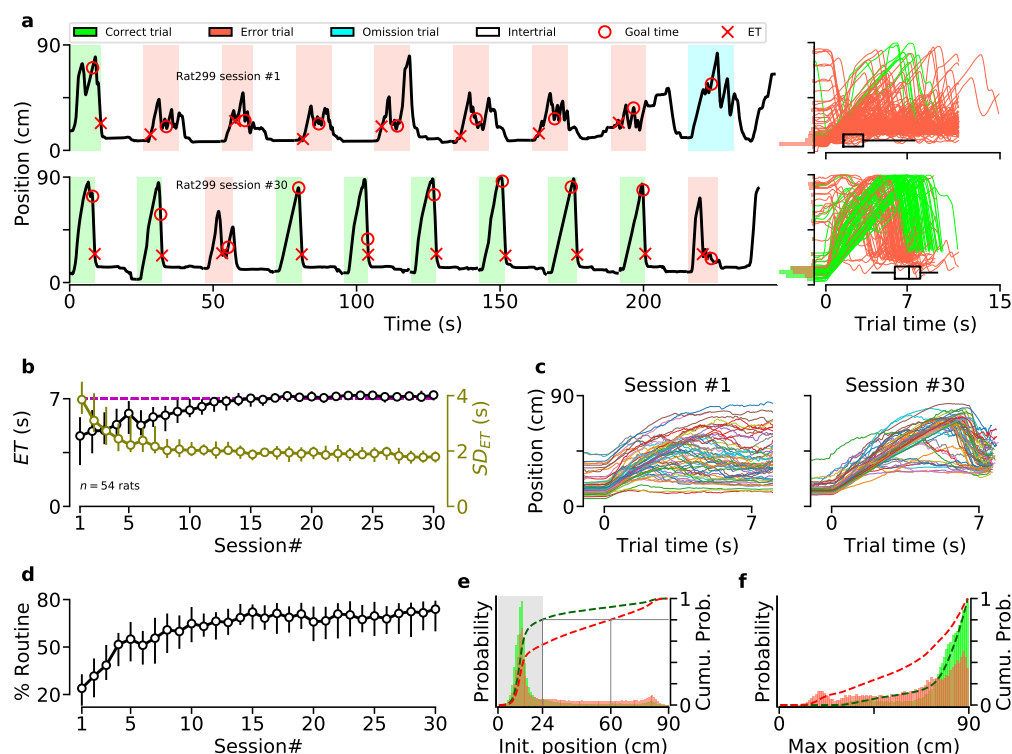 a
Correct trial Error trial Omission trial Intertrial Goal time ET
90
0
Position (cm)
Rat299 session #1
90
0
Rat299 session #30
0 50 100 150 200
Time (s)
0 7 15
Trial time (s)
b
7
0
ET (s)
4
2
0
SD_ET (s)
n = 54 rats
1 5 10 15 20 25 30
Session#
c
Session #1 Session #30
90
0
Position (cm)
0 7
Trial time (s)
0 7
Trial time (s)
d
80
50
20
% Routine
1 5 10 15 20 25 30
Session#
e
Probability
1
0
Cumu. Prob.
0 24 60 90
Init. position (cm)
f
Probability
1
0
Cumu. Prob.
0 90
Max position (cm)